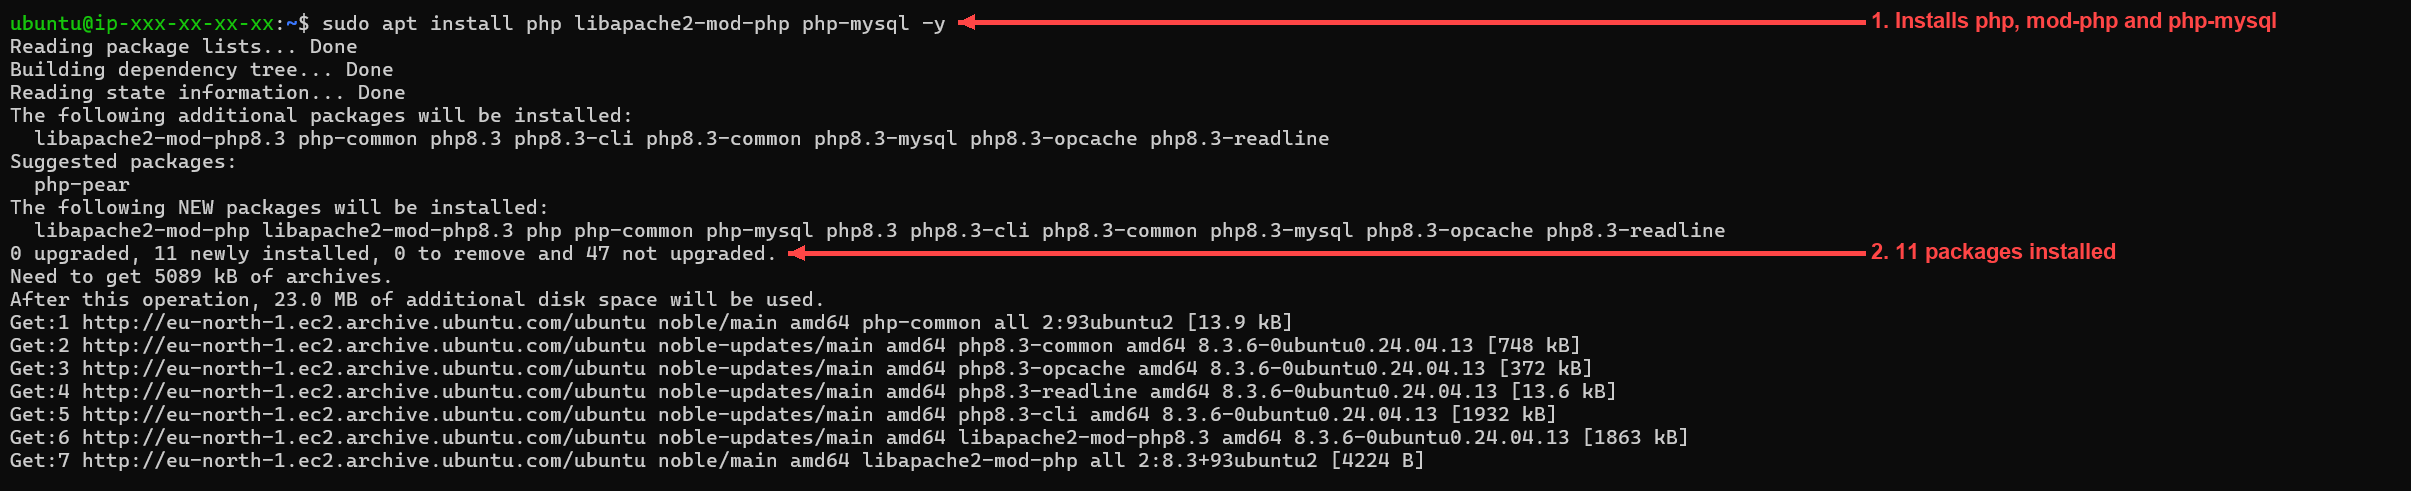 ubuntu@ip-xxx-xx-xx-xx:~$ sudo apt install php libapache2-mod-php php-mysql -y
1. Installs php, mod-php and php-mysql
Reading package lists... Done
Building dependency tree... Done
Reading state information... Done
The following additional packages will be installed:
  libapache2-mod-php8.3 php-common php8.3 php8.3-cli php8.3-common php8.3-mysql php8.3-opcache php8.3-readline
Suggested packages:
  php-pear
The following NEW packages will be installed:
  libapache2-mod-php libapache2-mod-php8.3 php php-common php-mysql php8.3 php8.3-cli php8.3-common php8.3-mysql php8.3-opcache php8.3-readline
0 upgraded, 11 newly installed, 0 to remove and 47 not upgraded.
2. 11 packages installed
Need to get 5089 kB of archives.
After this operation, 23.0 MB of additional disk space will be used.
Get:1 http://eu-north-1.ec2.archive.ubuntu.com/ubuntu noble/main amd64 php-common all 2:93ubuntu2 [13.9 kB]
Get:2 http://eu-north-1.ec2.archive.ubuntu.com/ubuntu noble-updates/main amd64 php8.3-common amd64 8.3.6-0ubuntu0.24.04.13 [748 kB]
Get:3 http://eu-north-1.ec2.archive.ubuntu.com/ubuntu noble-updates/main amd64 php8.3-opcache amd64 8.3.6-0ubuntu0.24.04.13 [372 kB]
Get:4 http://eu-north-1.ec2.archive.ubuntu.com/ubuntu noble-updates/main amd64 php8.3-readline amd64 8.3.6-0ubuntu0.24.04.13 [13.6 kB]
Get:5 http://eu-north-1.ec2.archive.ubuntu.com/ubuntu noble-updates/main amd64 php8.3-cli amd64 8.3.6-0ubuntu0.24.04.13 [1932 kB]
Get:6 http://eu-north-1.ec2.archive.ubuntu.com/ubuntu noble-updates/main amd64 libapache2-mod-php8.3 amd64 8.3.6-0ubuntu0.24.04.13 [1863 kB]
Get:7 http://eu-north-1.ec2.archive.ubuntu.com/ubuntu noble/main amd64 libapache2-mod-php all 2:8.3+93ubuntu2 [4224 B]